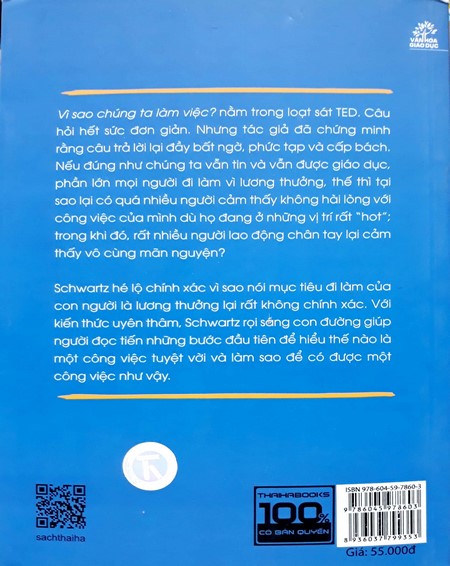 VĂN HÓA
GIÁO DỤC
Vì sao chúng ta làm việc? nằm trong loạt sát TED. Câu
hỏi hết sức đơn giản. Nhưng tác giả đã chứng minh
rằng câu trả lời lại đầy bất ngờ, phức tạp và cấp bách.
Nếu đúng như chúng ta vẫn tin và vẫn được giáo dục,
phần lớn mọi người đi làm vì lương thưởng, thế thì tại
sao lại có quá nhiều người cảm thấy không hài lòng với
công việc của mình dù họ đang ở những vị trí rất “hot”;
trong khi đó, rất nhiều người lao động chân tay lại cảm
thấy vô cùng mãn nguyện?
Schwartz hé lộ chính xác vì sao nói mục tiêu đi làm của
con người là lương thưởng lại rất không chính xác. Với
kiến thức uyên thâm, Schwartz rọi sáng con đường giúp
người đọc tiến những bước đầu tiên để hiểu thế nào là
một công việc tuyệt vời và làm sao để có được một
công việc như vậy.
sachthaiha
THAIHABOOKS
100%
CÓ BẢN QUYỀN
ISBN 978-604-59-7860-3
9 786045 978603
8 936037 799353
Giá: 55.000đ